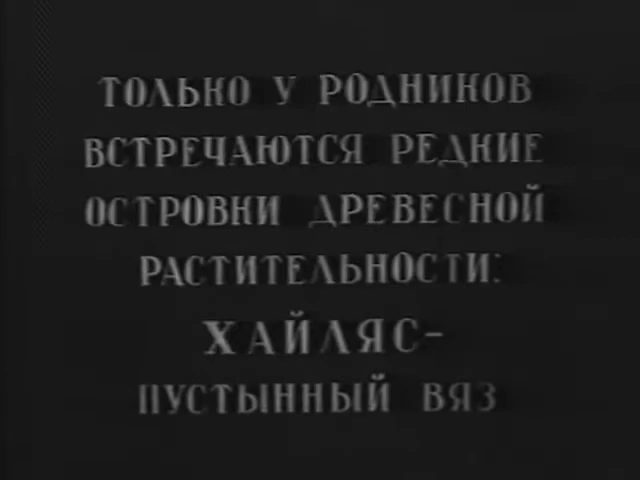 ТОЛЬКО У РОДНИКОВ
ВСТРЕЧАЮТСЯ РЕДКИЕ
ОСТРОВКИ ДРЕВЕСНОЙ
РАСТИТЕЛЬНОСТИ:
ХАЙЛЯС-
ПУСТЫННЫЙ ВЯЗ